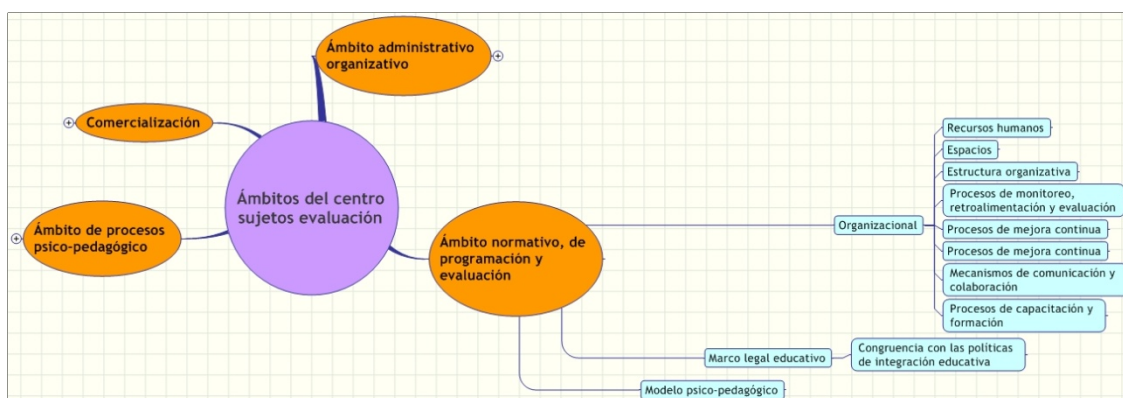 Ámbito administrativo
organizativo
Comercialización
Ámbitos del centro
sujetos evaluación
Ámbito de procesos
psico-pedagógico
Ámbito normativo, de
programación y
evaluación
Organizacional
Recursos humanos
Espacios
Estructura organizativa
Procesos de monitoreo,
retroalimentación y evaluación
Procesos de mejora continua
Procesos de mejora continua
Mecanismos de comunicación y
colaboración
Procesos de capacitación y
formación
Marco legal educativo
Congruencia con las políticas
de integración educativa
Modelo psico-pedagógico